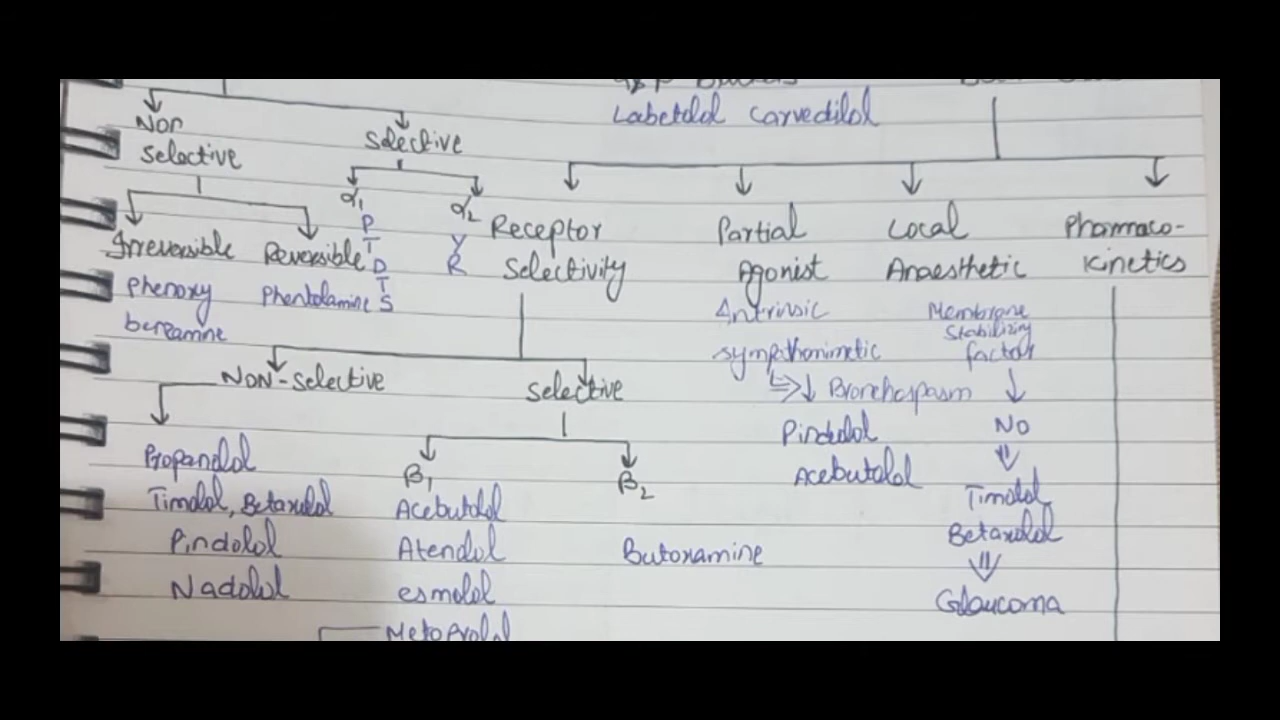 Labetolol Carvedilol
Non
Selective
Selective
α1
α2
Irreversible
Reversible
Phenoxy
benzamine
Phentolamine
P
T
D
T
S
Y
R
Receptor
Selectivity
Partial
Agonist
Local
Anaesthetic
Pharmaco-
Kinetics
Intrinsic
sympathomimetic
↓ Bronchospasm
Pindolol
Acebutalol
Membrane
Stabilizing
factor
↓
No
Timolol
Betaxolol
Glaucoma
NON-Selective
Selective
Propanolol
Timolol, Betaxolol
Pindolol
Nadolol
β1
β2
Acebutolol
Atenolol
esmolol
Metoprolol
Butoxamine